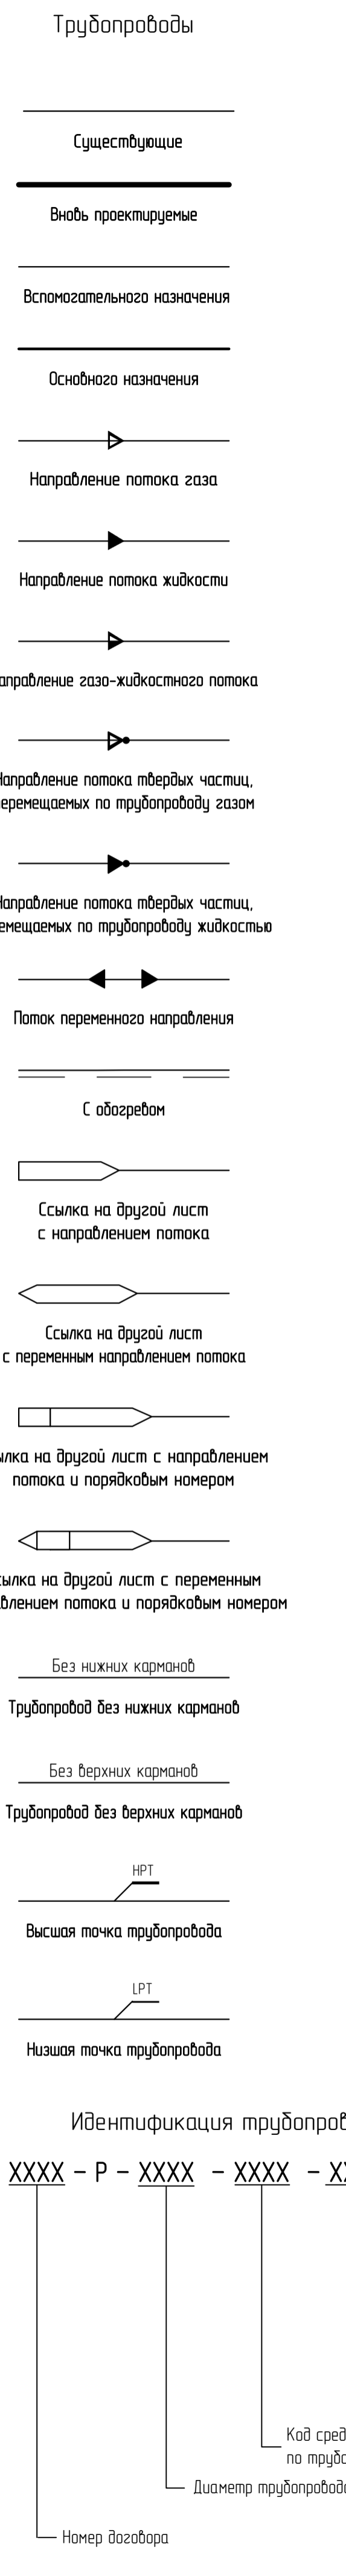 Трубопроводы
Существующие
Вновь проектируемые
Вспомогательного назначения
Основного назначения
Направление потока газа
Направление потока жидкости
аправление газо-жидкостного потока
Направление потока твердых частиц,
перемещаемых по трубопроводу газом
Направление потока твердых частиц,
емещаемых по трубопроводу жидкостью
Поток переменного направления
С обогревом
Ссылка на другой лист
с направлением потока
Ссылка на другой лист
с переменным направлением потока
ылка на другой лист с направлением
потока и порядковым номером
сылка на другой лист с переменным
влением потока и порядковым номером
Без нижних карманов
Трубопровод без нижних карманов
Без верхних карманов
Трубопровод без верхних карманов
HPT
Высшая точка трубопровода
LPT
Низшая точка трубопровода
Идентификация трубопров
XXXX - P - XXXX - XXXX - XX
Код сред
по трубо
Диаметр трубопровода
Номер договора